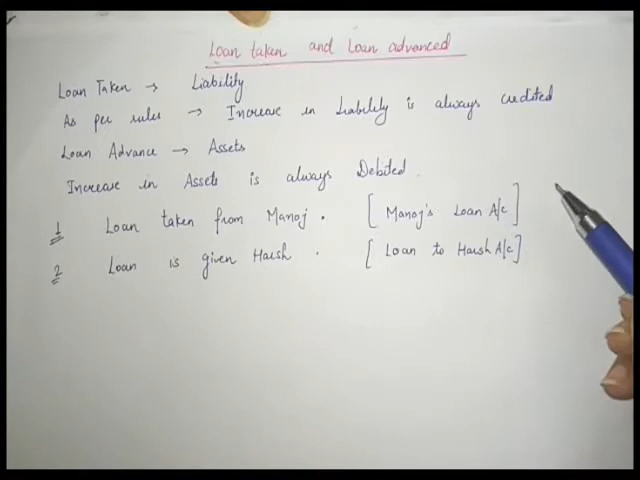 Loan taken and Loan advanced
Loan Taken → Liability
As per rules → Increase in Liability is always credited
Loan Advance → Assets
Increase in Assets is always Debited.
1 Loan taken from Manoj. [Manoj's Loan A/c]
2 Loan is given Harsh. [Loan to Harsh A/c]